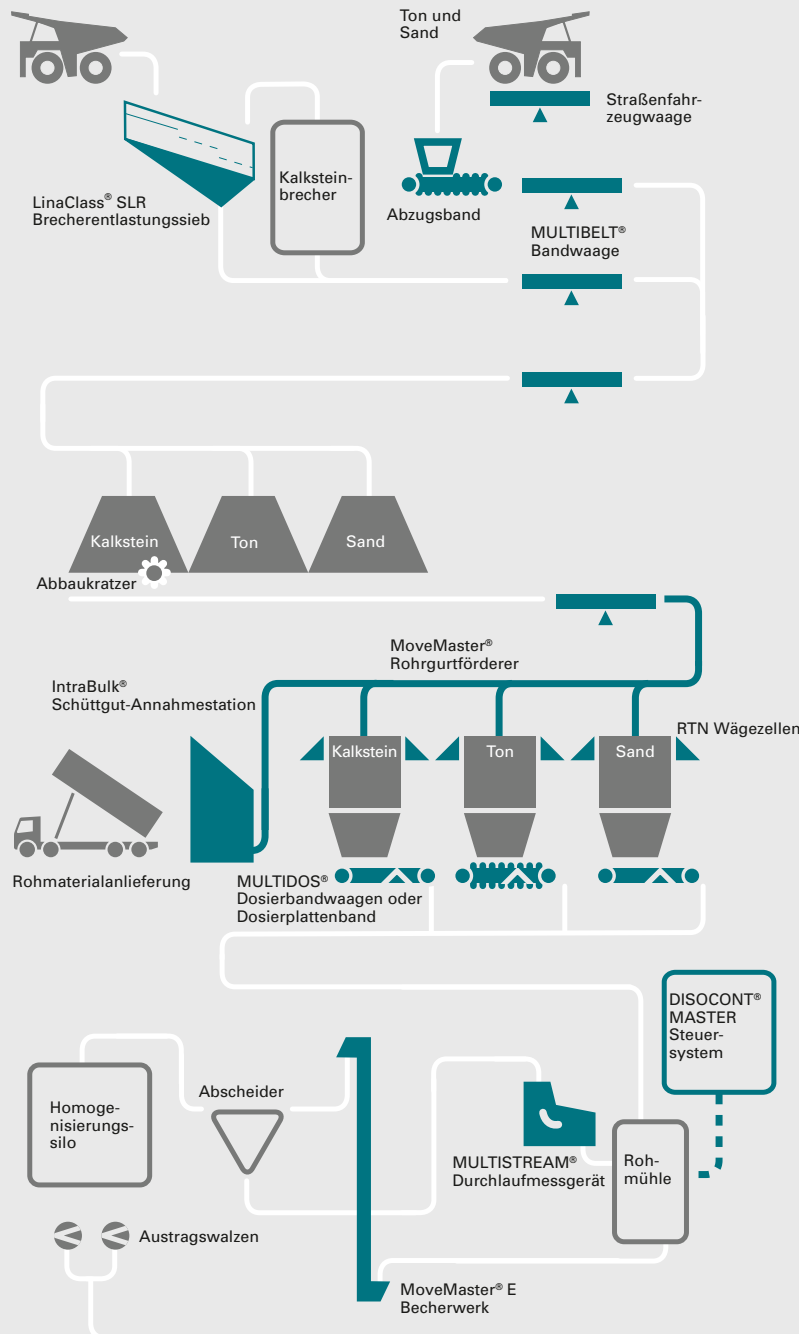 Ton und
Sand
Straßenfahr-
zeugwaage
Kalkstein-
brecher
LinaClass® SLR
Brecherentlastungssieb
Abzugsband
MULTIBELT®
Bandwaage
Kalkstein
Ton
Sand
Abbaukratzer
MoveMaster®
Rohrgurtförderer
IntraBulk®
Schüttgut-Annahmestation
RTN Wägezellen
Kalkstein
Ton
Sand
Rohmaterialanlieferung
MULTIDOS®
Dosierbandwaagen oder
Dosierplattenband
DISOCONT®
MASTER
Steuer-
system
Abscheider
Homoge-
nisierungs-
silo
MULTISTREAM®
Durchlaufmessgerät
Roh-
mühle
Austragswalzen
MoveMaster® E
Becherwerk